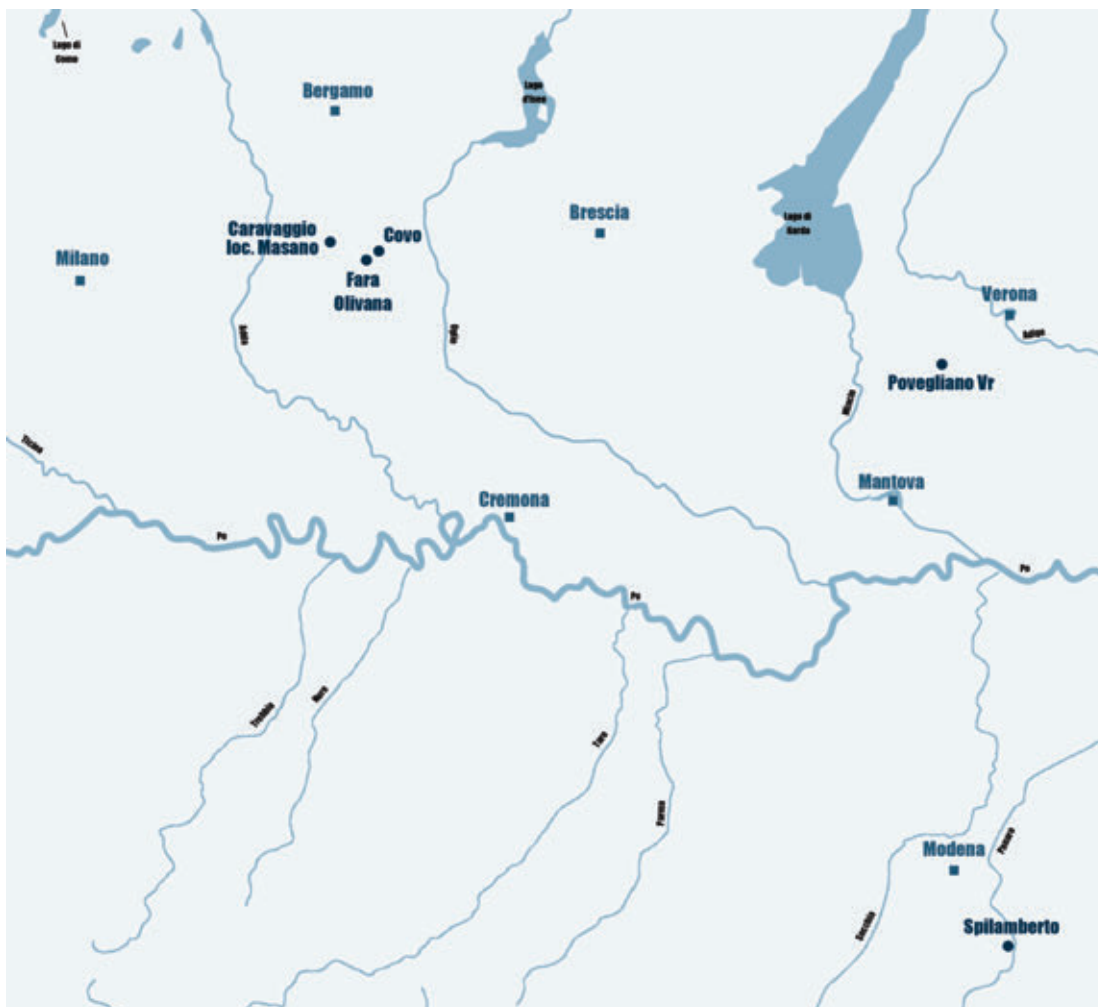 Lago di
Como
Bergamo
Lago
d'Iseo
Caravaggio
loc. Masano
Covo
Fara
Olivana
Brescia
Lago di
Garda
Milano
Verona
Adige
Adda
Oglio
Povegliano Vr
Mincio
Ticino
Mantova
Cremona
Po
Po
Po
Trebbia
Nure
Taro
Parma
Modena
Panaro
Secchia
Spilamberto